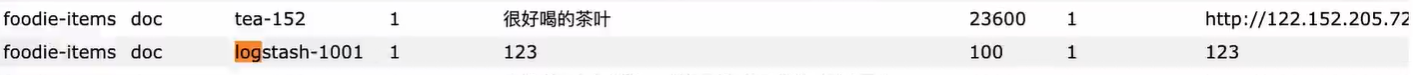 foodie-items doc tea-152 1 很好喝的茶叶 23600 1 http://122.152.205.72
foodie-items doc logstash-1001 1 123 100 1 123